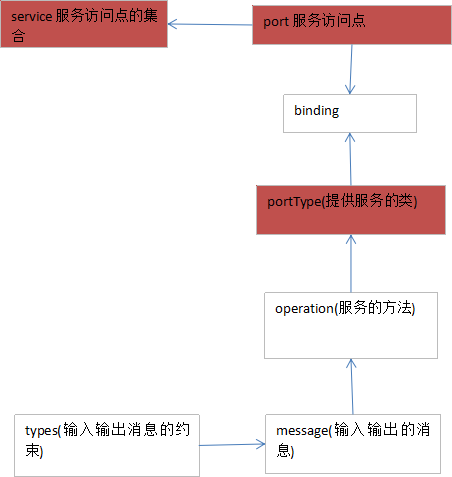 service 服务访问点的集
合
port 服务访问点
binding
portType(提供服务的类)
operation(服务的方法)
types(输入输出消息的约
束)
message(输入输出的消
息)